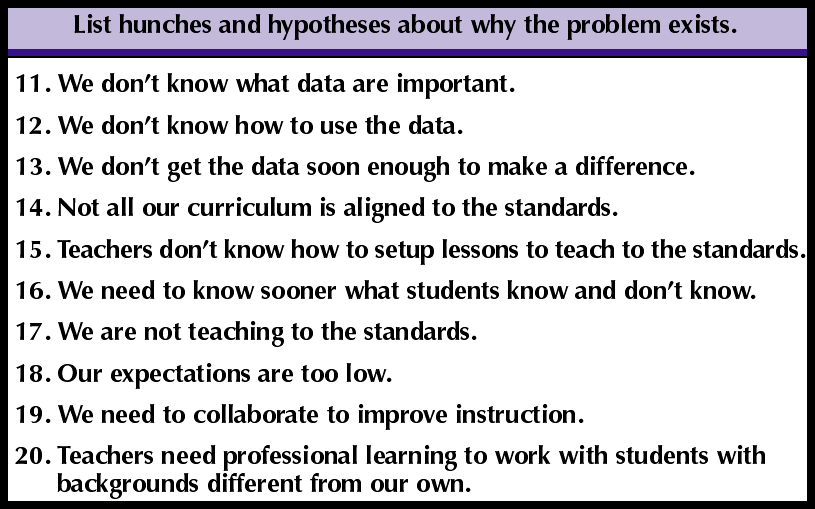 List hunches and hypotheses about why the problem exists.
11. We don’t know what data are important.
12. We don’t know how to use the data.
13. We don’t get the data soon enough to make a difference.
14. Not all our curriculum is aligned to the standards.
15. Teachers don’t know how to setup lessons to teach to the standards.
16. We need to know sooner what students know and don’t know.
17. We are not teaching to the standards.
18. Our expectations are too low.
19. We need to collaborate to improve instruction.
20. Teachers need professional learning to work with students with
backgrounds different from our own.